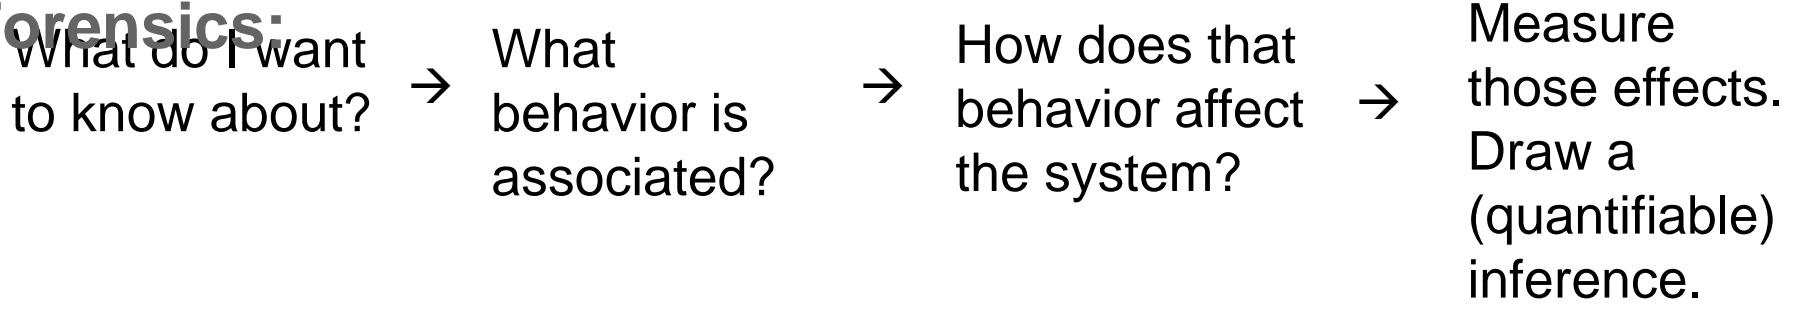 orensics:
What do I want
to know about?
→
What
behavior is
associated?
→
How does that
behavior affect
the system?
→
Measure
those effects.
Draw a
(quantifiable)
inference.